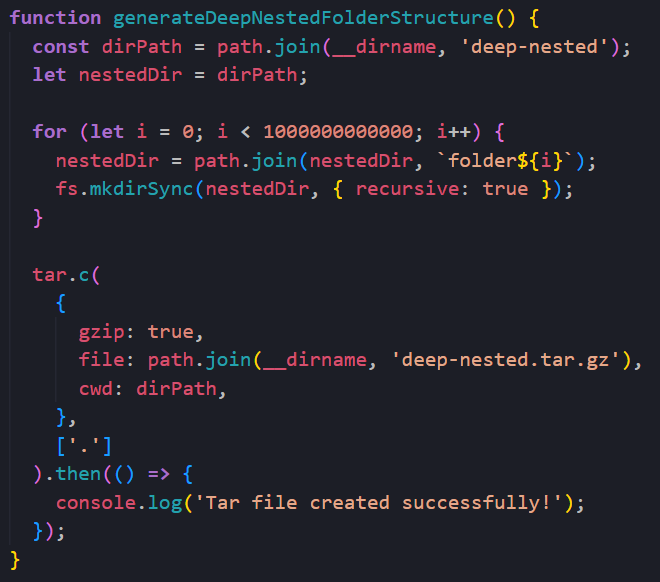 function generateDeepNestedFolderStructure() {
  const dirPath = path.join(__dirname, 'deep-nested');
  let nestedDir = dirPath;

  for (let i = 0; i < 1000000000000; i++) {
    nestedDir = path.join(nestedDir, `folder${i}`);
    fs.mkdirSync(nestedDir, { recursive: true });
  }

  tar.c(
    {
      gzip: true,
      file: path.join(__dirname, 'deep-nested.tar.gz'),
      cwd: dirPath,
    },
    ['.']
  ).then(() => {
    console.log('Tar file created successfully!');
  });
}